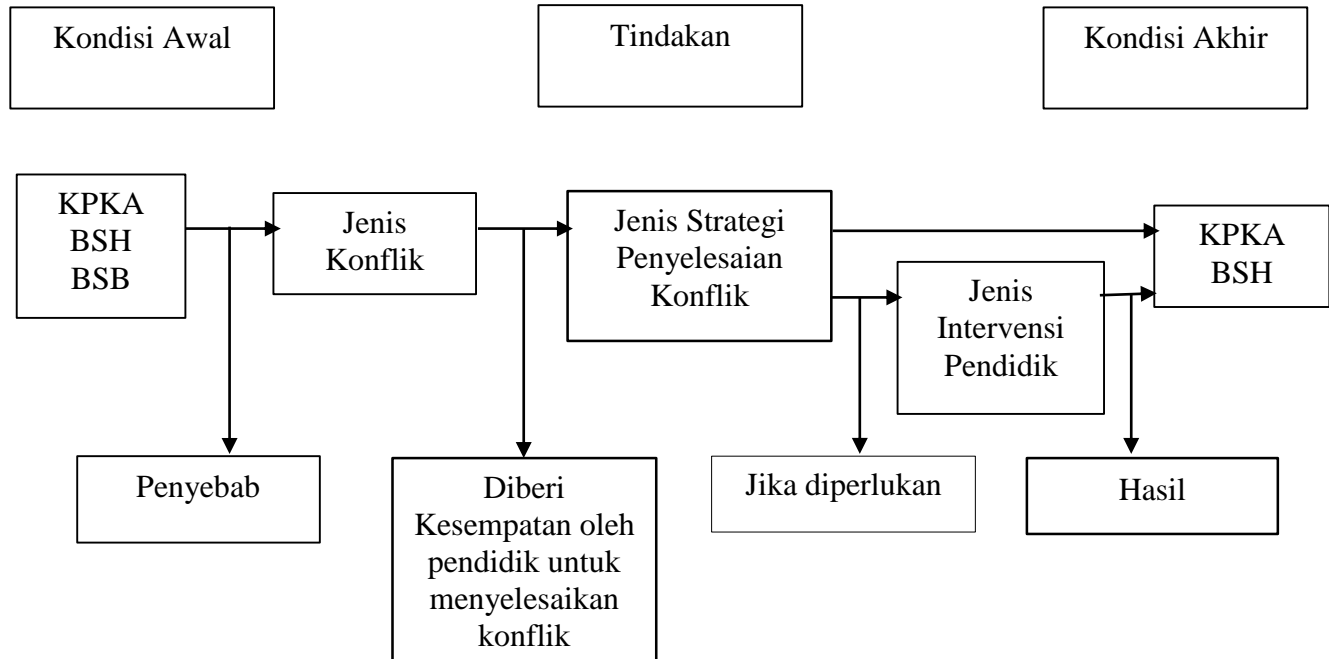 Kondisi Awal
Tindakan
Kondisi Akhir
KPKA
BSH
BSB
Jenis
Konflik
Jenis Strategi
Penyelesaian
Konflik
Jenis
Intervensi
Pendidik
KPKA
BSH
Penyebab
Diberi
Kesempatan oleh
pendidik untuk
menyelesaikan
konflik
Jika diperlukan
Hasil